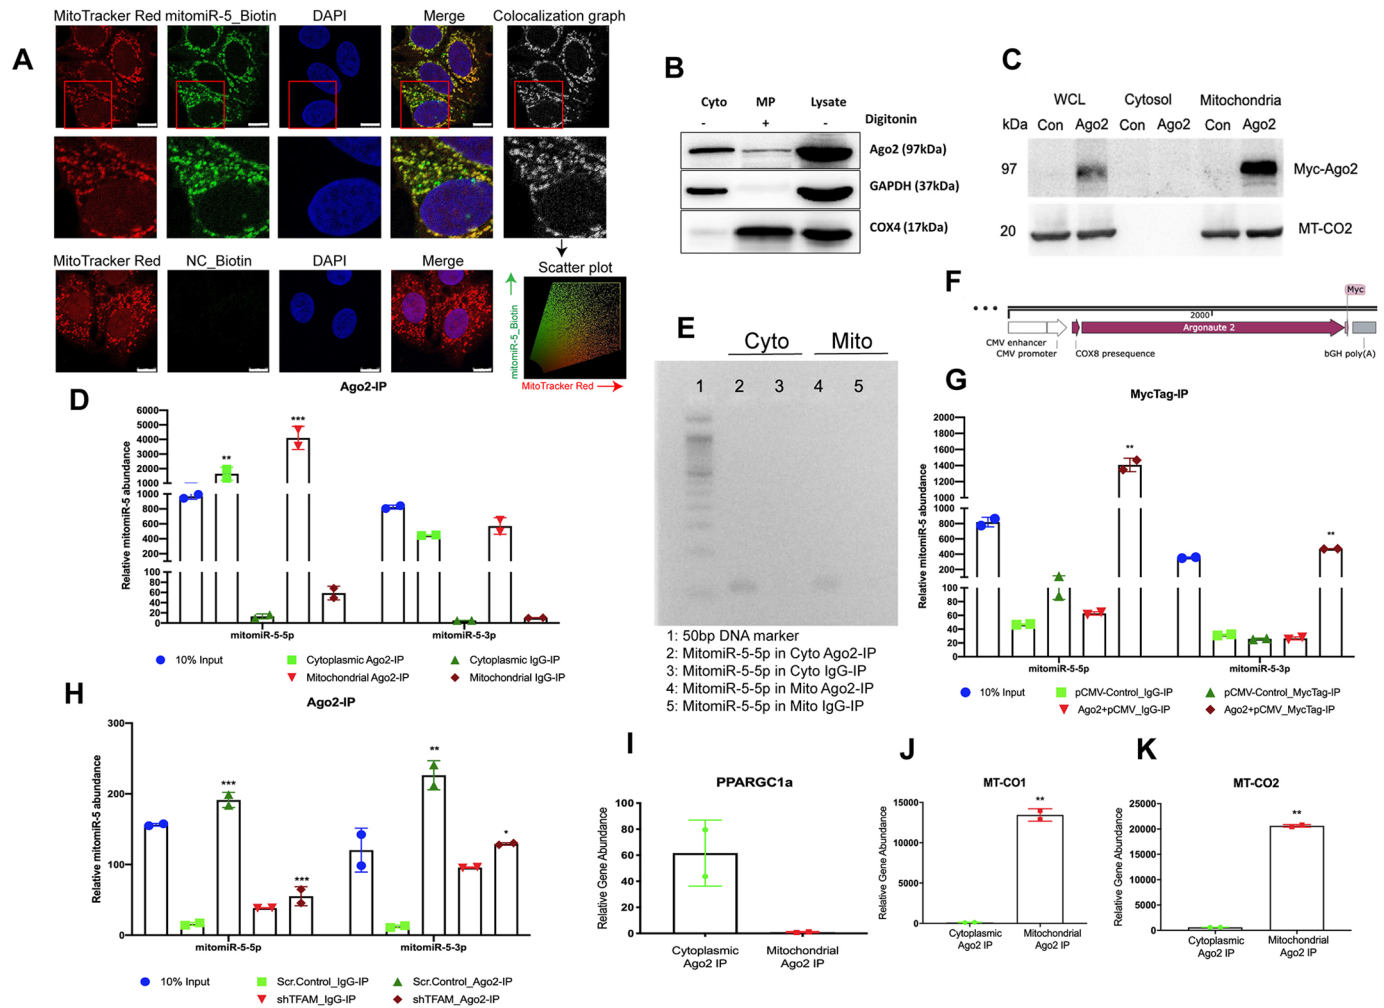 A
MitoTracker Red mitomiR-5_Biotin DAPI Merge Colocalization graph
MitoTracker Red NC_Biotin DAPI Merge
Scatter plot
mitomiR-5_Biotin
MitoTracker Red
B
Cyto MP Lysate
- + - Digitonin
Ago2 (97kDa)
GAPDH (37kDa)
COX4 (17kDa)
C
WCL Cytosol Mitochondria
kDa Con Ago2 Con Ago2 Con Ago2
97 Myc-Ago2
20 MT-CO2
D
Ago2-IP
Relative mitomiR-5 abundance
6000
5000
4000
3000
2000
1000
1000
800
600
400
200
100
80
60
40
20
0
** ***
mitomiR-5-5p mitomiR-5-3p
10% Input Cytoplasmic Ago2-IP Cytoplasmic IgG-IP
Mitochondrial Ago2-IP Mitochondrial IgG-IP
E
Cyto Mito
1 2 3 4 5
1: 50bp DNA marker
2: MitomiR-5-5p in Cyto Ago2-IP
3: MitomiR-5-5p in Cyto IgG-IP
4: MitomiR-5-5p in Mito Ago2-IP
5: MitomiR-5-5p in Mito IgG-IP
F
Myc
2000
Argonaute 2
CMV enhancer
CMV promoter
COX8 presequence
bGH poly(A)
G
MycTag-IP
Relative mitomiR-5 abundance
2000
1800
1600
1400
1200
1000
1000
800
600
400
200
100
80
60
40
20
0
** **
mitomiR-5-5p mitomiR-5-3p
10% Input pCMV-Control_IgG-IP pCMV-Control_MycTag-IP
Ago2+pCMV_IgG-IP Ago2+pCMV_MycTag-IP
H
Ago2-IP
Relative mitomiR-5 abundance
300
200
100
0
*** *** ** *
mitomiR-5-5p mitomiR-5-3p
10% Input Scr.Control_IgG-IP Scr.Control_Ago2-IP
shTFAM_IgG-IP shTFAM_Ago2-IP
I
PPARGC1a
Relative Gene Abundance
100
80
60
40
20
0
Cytoplasmic Mitochondrial
Ago2 IP Ago2 IP
J
MT-CO1
Relative Gene Abundance
15000
10000
5000
0
**
Cytoplasmic Mitochondrial
Ago2 IP Ago2 IP
K
MT-CO2
Relative Gene Abundance
25000
20000
15000
10000
5000
0
**
Cytoplasmic Mitochondrial
Ago2 IP Ago2 IP